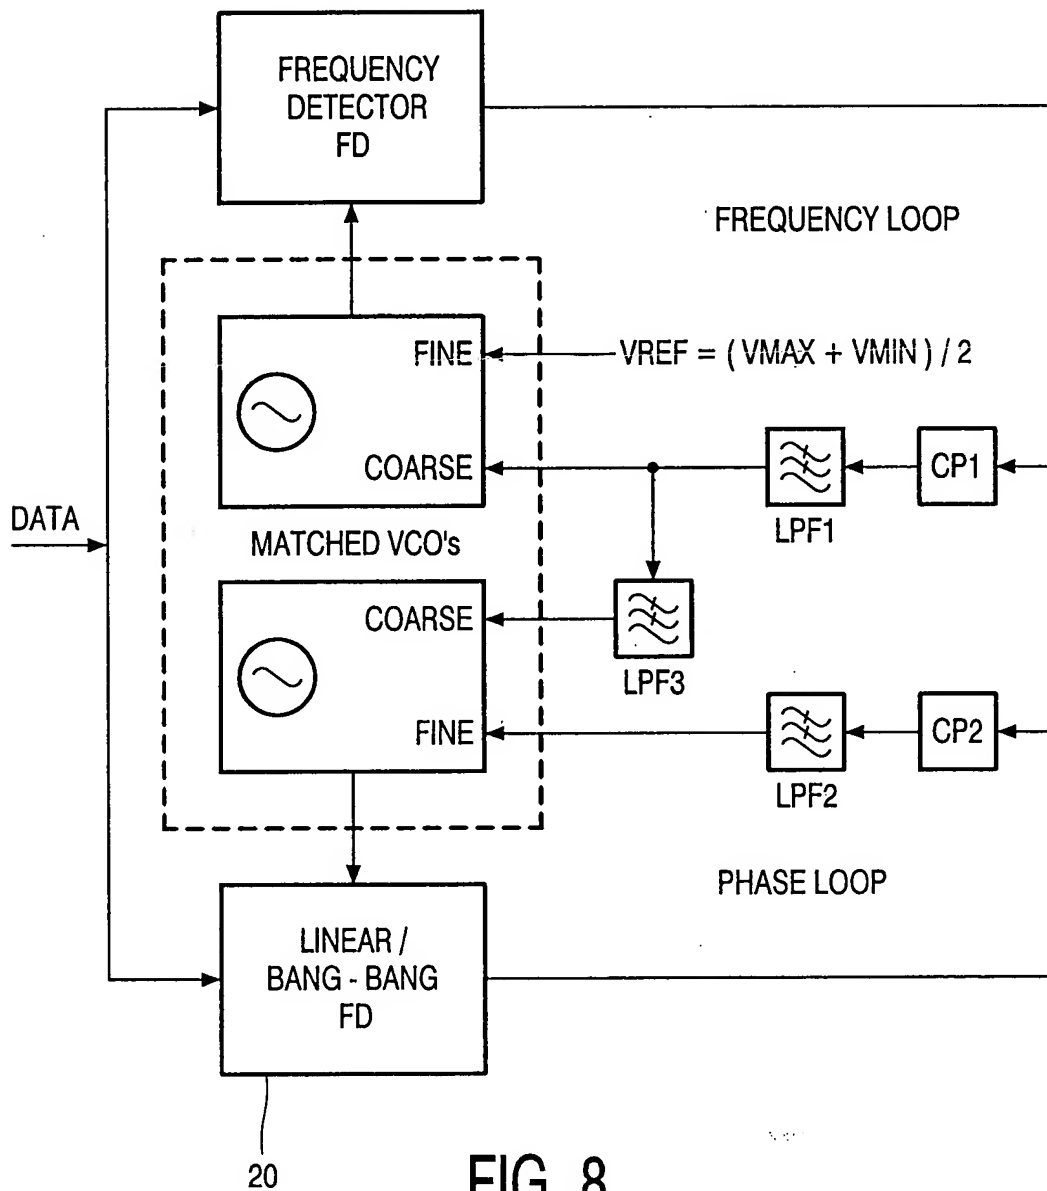 FREQUENCY
DETECTOR
FD
FREQUENCY LOOP
FINE
VREF = ( VMAX + VMIN ) / 2
COARSE
CP1
LPF1
DATA
MATCHED VCO's
COARSE
LPF3
FINE
CP2
LPF2
PHASE LOOP
LINEAR /
BANG - BANG
FD
20
FIG. 8